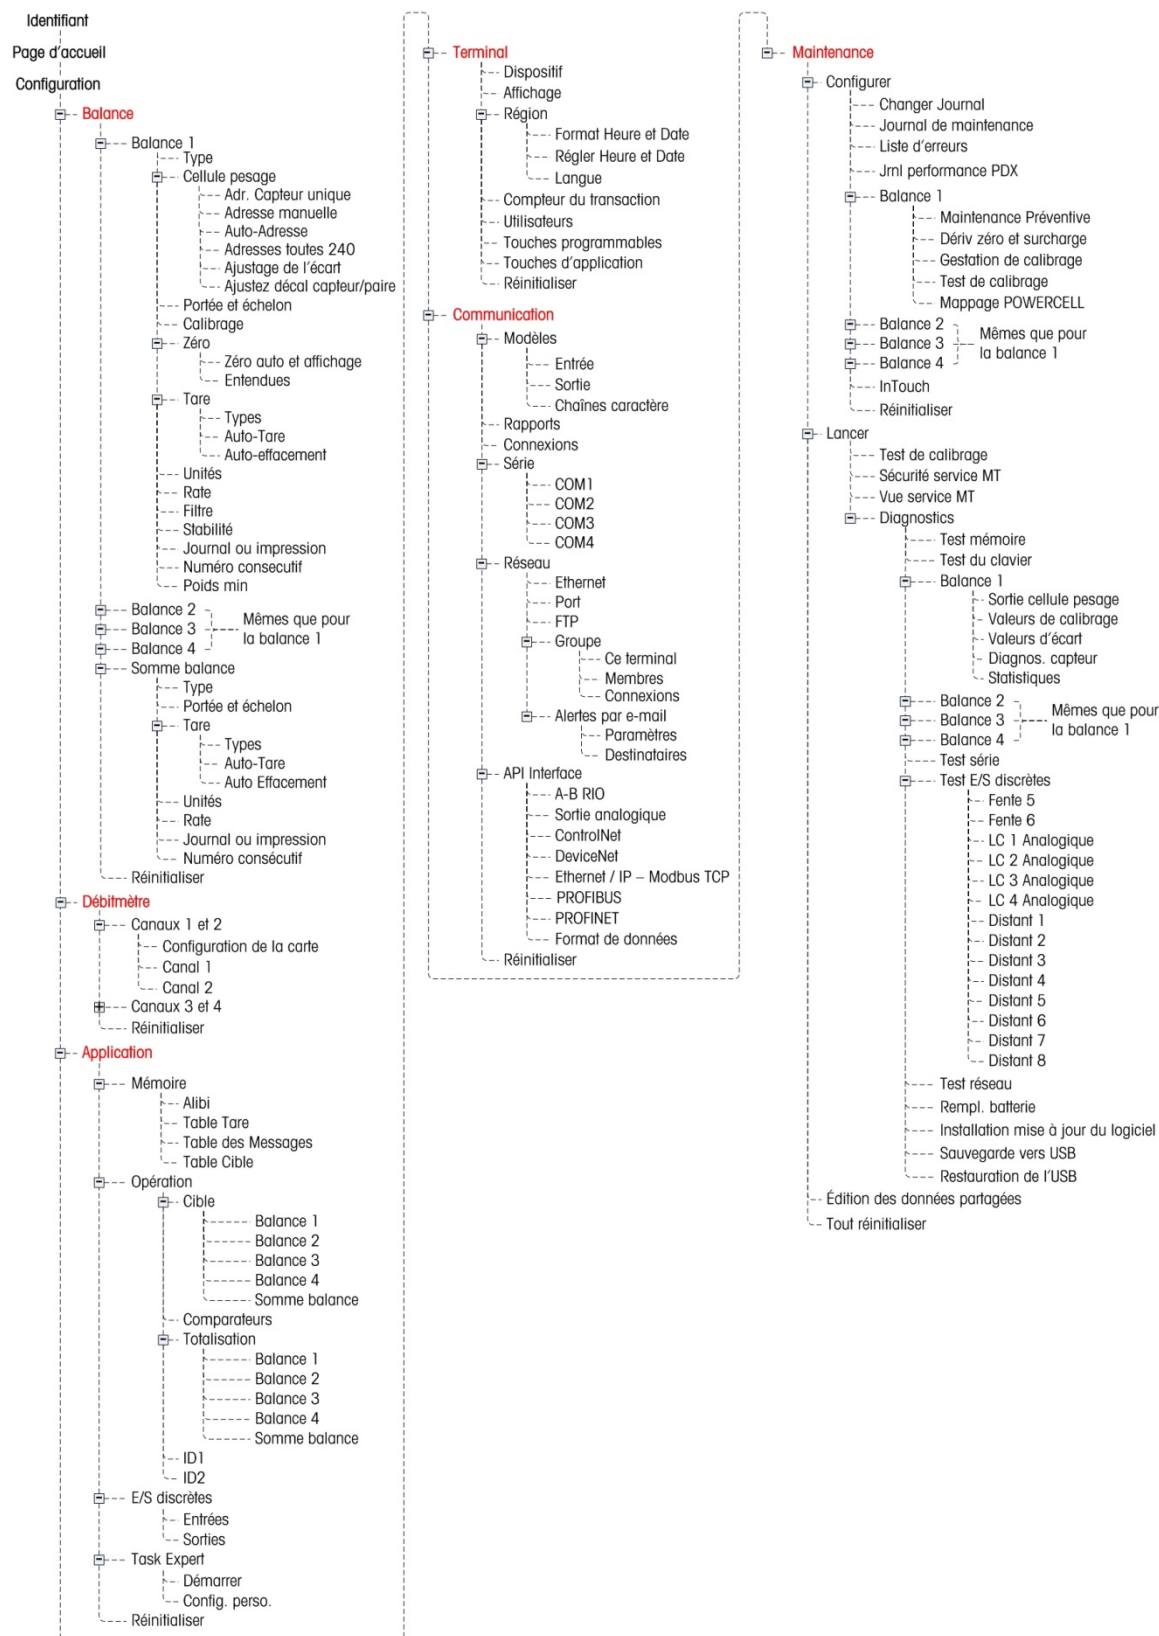 Identifiant
Page d'accueil
Configuration
Balance
Balance 1
Type
Cellule pesage
Adr. Capteur unique
Adresse manuelle
Auto-Adresse
Adresses toutes 240
Ajustage de l'écart
Ajustez décal capteur/paire
Portée et échelon
Calibrage
Zéro
Zéro auto et affichage
Entendues
Tare
Types
Auto-Tare
Auto-effacement
Unités
Rate
Filtre
Stabilité
Journal ou impression
Numéro consecutif
Poids min
Balance 2
Balance 3
Balance 4
Mêmes que pour
la balance 1
Somme balance
Type
Portée et échelon
Tare
Types
Auto-Tare
Auto Effacement
Unités
Rate
Journal ou impression
Numéro consécutif
Réinitialiser
Débitmètre
Canaux 1 et 2
Configuration de la carte
Canal 1
Canal 2
Canaux 3 et 4
Réinitialiser
Application
Mémoire
Alibi
Table Tare
Table des Messages
Table Cible
Opération
Cible
Balance 1
Balance 2
Balance 3
Balance 4
Somme balance
Comparateurs
Totalisation
Balance 1
Balance 2
Balance 3
Balance 4
Somme balance
ID1
ID2
E/S discrètes
Entrées
Sorties
Task Expert
Démarrer
Config. perso.
Réinitialiser
Terminal
Dispositif
Affichage
Région
Format Heure et Date
Régler Heure et Date
Langue
Compteur du transaction
Utilisateurs
Touches programmables
Touches d'application
Réinitialiser
Communication
Modèles
Entrée
Sortie
Chaînes caractère
Rapports
Connexions
Série
COM1
COM2
COM3
COM4
Réseau
Ethernet
Port
FTP
Groupe
Ce terminal
Membres
Connexions
Alertes par e-mail
Paramètres
Destinataires
API Interface
A-B RIO
Sortie analogique
ControlNet
DeviceNet
Ethernet / IP – Modbus TCP
PROFIBUS
PROFINET
Format de données
Réinitialiser
Maintenance
Configurer
Changer Journal
Journal de maintenance
Liste d'erreurs
Jrnl performance PDX
Balance 1
Maintenance Préventive
Dériv zéro et surcharge
Gestation de calibrage
Test de calibrage
Mappage POWERCELL
Balance 2
Balance 3
Balance 4
Mêmes que pour
la balance 1
InTouch
Réinitialiser
Lancer
Test de calibrage
Sécurité service MT
Vue service MT
Diagnostics
Test mémoire
Test du clavier
Balance 1
Sortie cellule pesage
Valeurs de calibrage
Valeurs d'écart
Diagnos. capteur
Statistiques
Balance 2
Balance 3
Balance 4
Mêmes que pour
la balance 1
Test série
Test E/S discrètes
Fente 5
Fente 6
LC 1 Analogique
LC 2 Analogique
LC 3 Analogique
LC 4 Analogique
Distant 1
Distant 2
Distant 3
Distant 4
Distant 5
Distant 6
Distant 7
Distant 8
Test réseau
Rempl. batterie
Installation mise à jour du logiciel
Sauvegarde vers USB
Restauration de l'USB
Édition des données partagées
Tout réinitialiser